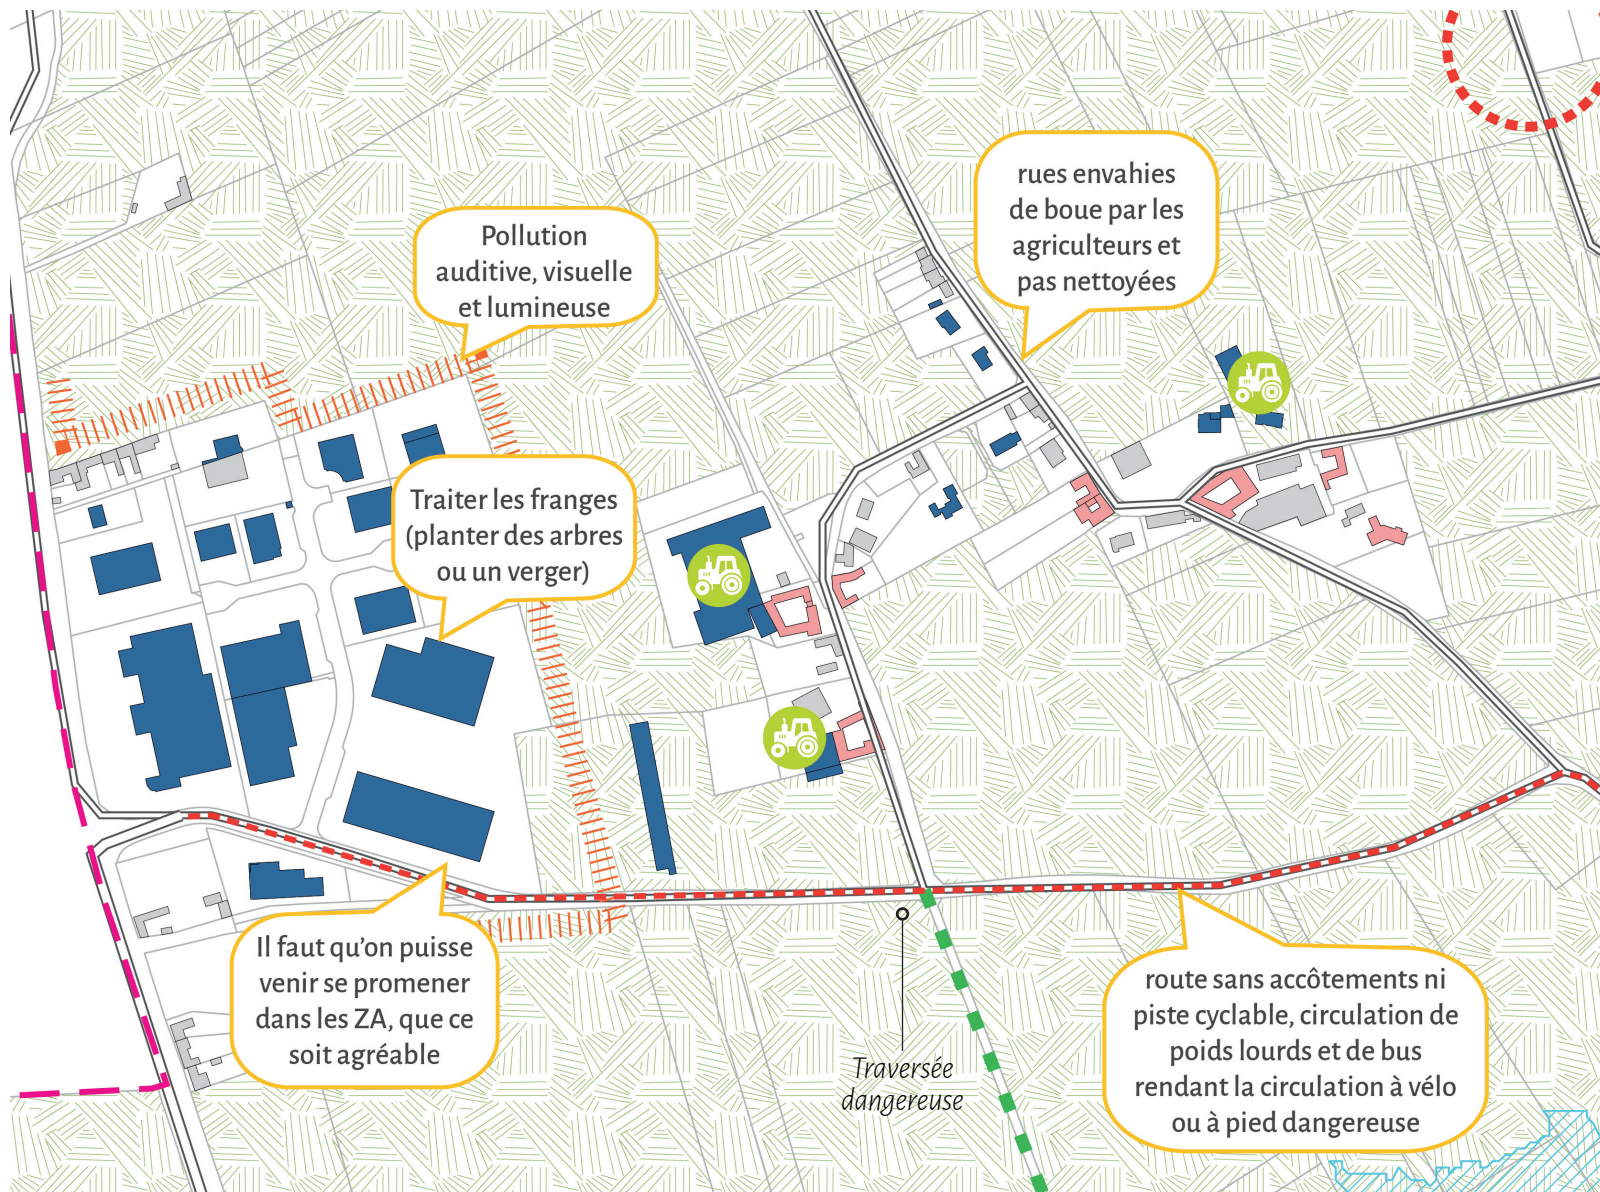 rues envahies
de boue par les
agriculteurs et
pas nettoyées
Pollution
auditive, visuelle
et lumineuse
Traiter les franges
(planter des arbres
ou un verger)
Il faut qu’on puisse
venir se promener
dans les ZA, que ce
soit agréable
Traversée
dangereuse
route sans accôtements ni
piste cyclable, circulation de
poids lourds et de bus
rendant la circulation à vélo
ou à pied dangereuse